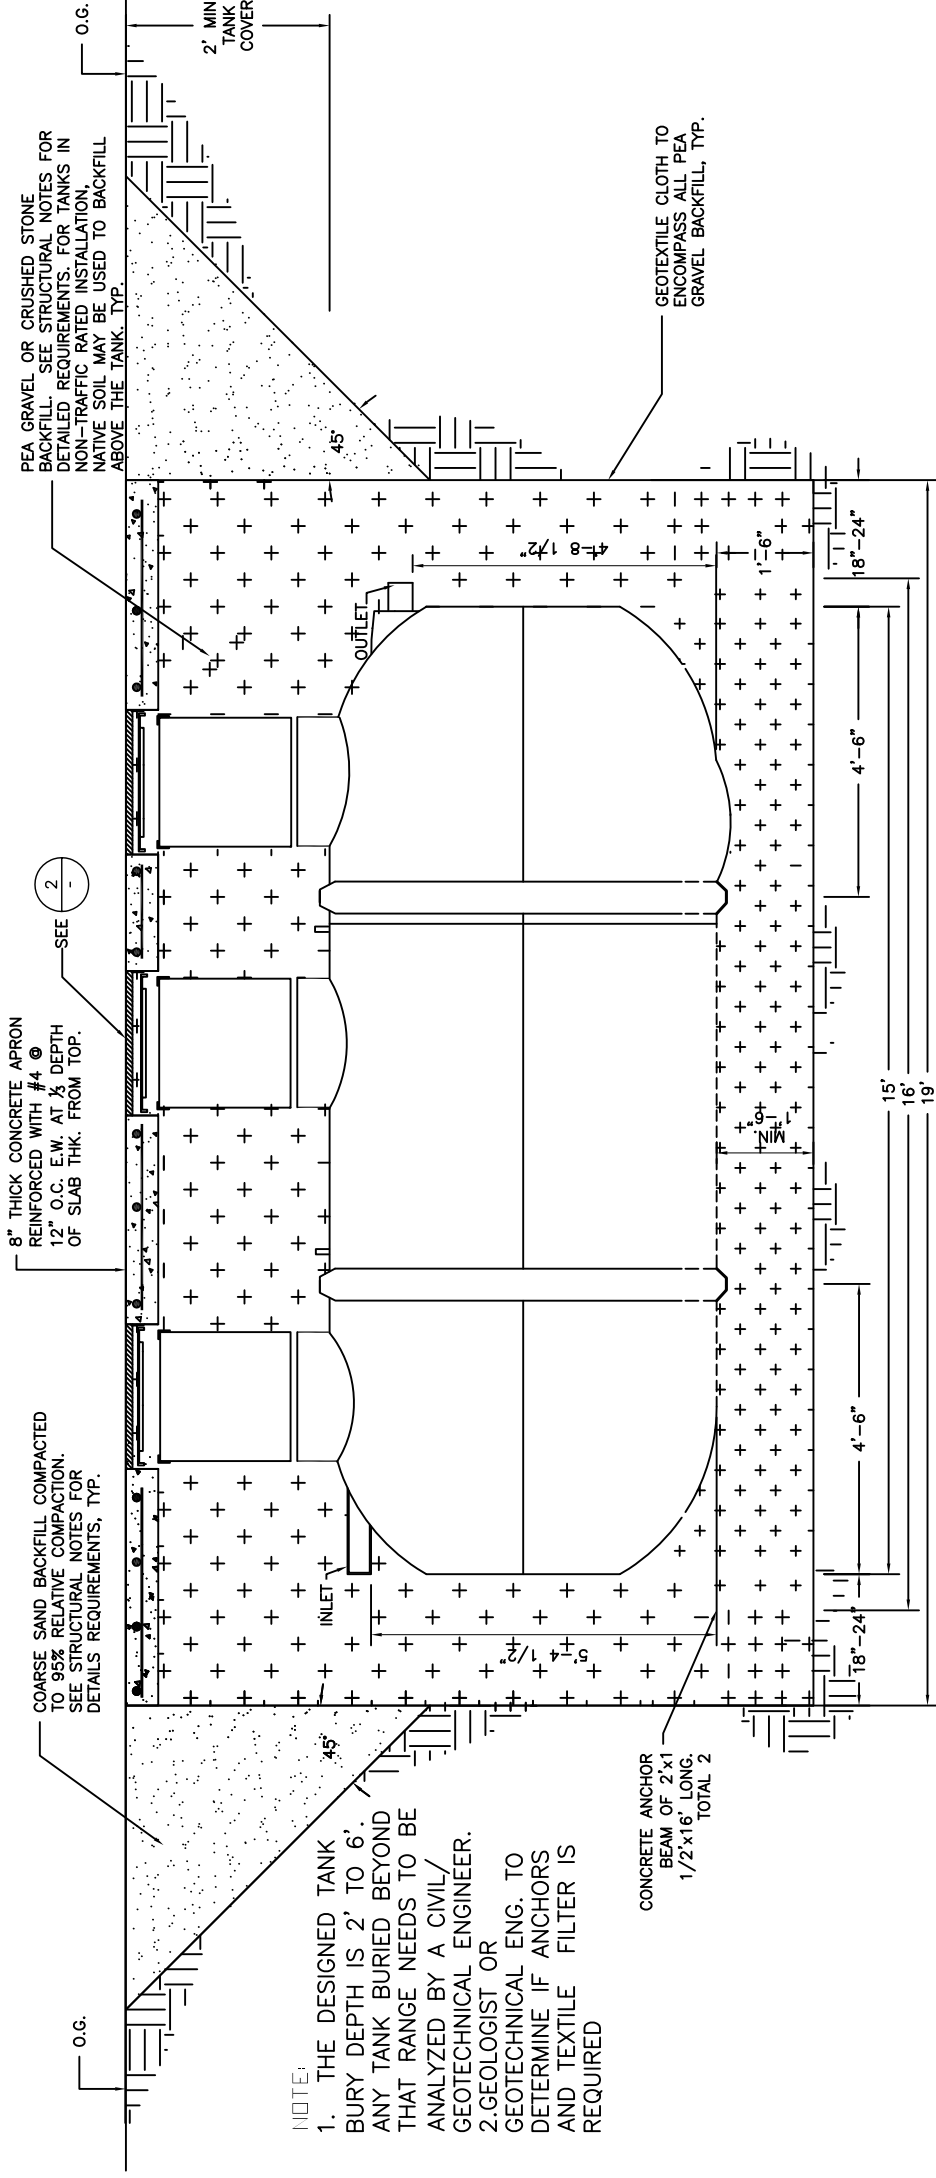 O.G.
COARSE SAND BACKFILL COMPACTED
TO 95% RELATIVE COMPACTION.
SEE STRUCTURAL NOTES FOR
DETAILS REQUIREMENTS, TYP.
8" THICK CONCRETE APRON
REINFORCED WITH #4 @
12" O.C. E.W. AT ⅓ DEPTH
OF SLAB THK. FROM TOP.
SEE
2
-
PEA GRAVEL OR CRUSHED STONE
BACKFILL. SEE STRUCTURAL NOTES FOR
DETAILED REQUIREMENTS. FOR TANKS IN
NON-TRAFFIC RATED INSTALLATION,
NATIVE SOIL MAY BE USED TO BACKFILL
ABOVE THE TANK. TYP.
O.G.
2' MIN
TANK
COVER
45°
45°
INLET
OUTLET
5'-4 1/2"
4'-8 1/2"
1'-6"
MIN.
1'-6"
NOTE:
1. THE DESIGNED TANK
BURY DEPTH IS 2' TO 6'.
ANY TANK BURIED BEYOND
THAT RANGE NEEDS TO BE
ANALYZED BY A CIVIL/
GEOTECHNICAL ENGINEER.
2.GEOLOGIST OR
GEOTECHNICAL ENG. TO
DETERMINE IF ANCHORS
AND TEXTILE FILTER IS
REQUIRED
CONCRETE ANCHOR
BEAM OF 2'x1
1/2'x16' LONG.
TOTAL 2
GEOTEXTILE CLOTH TO
ENCOMPASS ALL PEA
GRAVEL BACKFILL, TYP.
18"-24"
4'-6"
4'-6"
18"-24"
15'
16'
19'